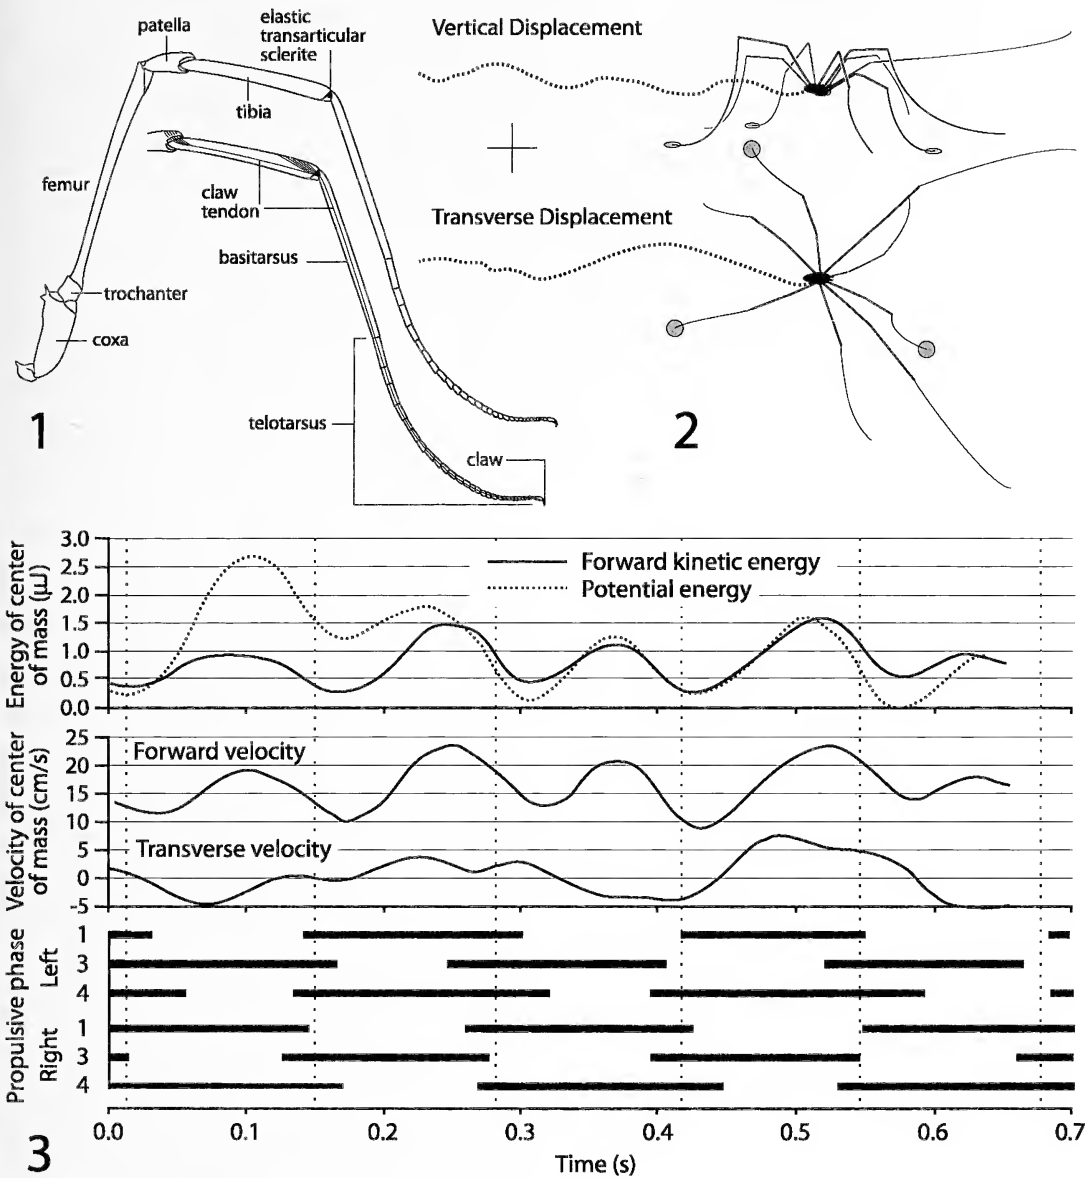 patella
elastic
transarticular
sclerite
tibia
femur
claw
tendon
basitarsus
trochanter
coxa
telotarsus
claw
1
Vertical Displacement
Transverse Displacement
2
Energy of center
of mass (µJ)
3.0
2.5
2.0
1.5
1.0
0.5
0.0
Forward kinetic energy
Potential energy
Velocity of center
of mass (cm/s)
25
20
15
10
5
0
-5
Forward velocity
Transverse velocity
Propulsive phase
Left
1
3
4
Right
1
3
4
0.0 0.1 0.2 0.3 0.4 0.5 0.6 0.7
Time (s)
3